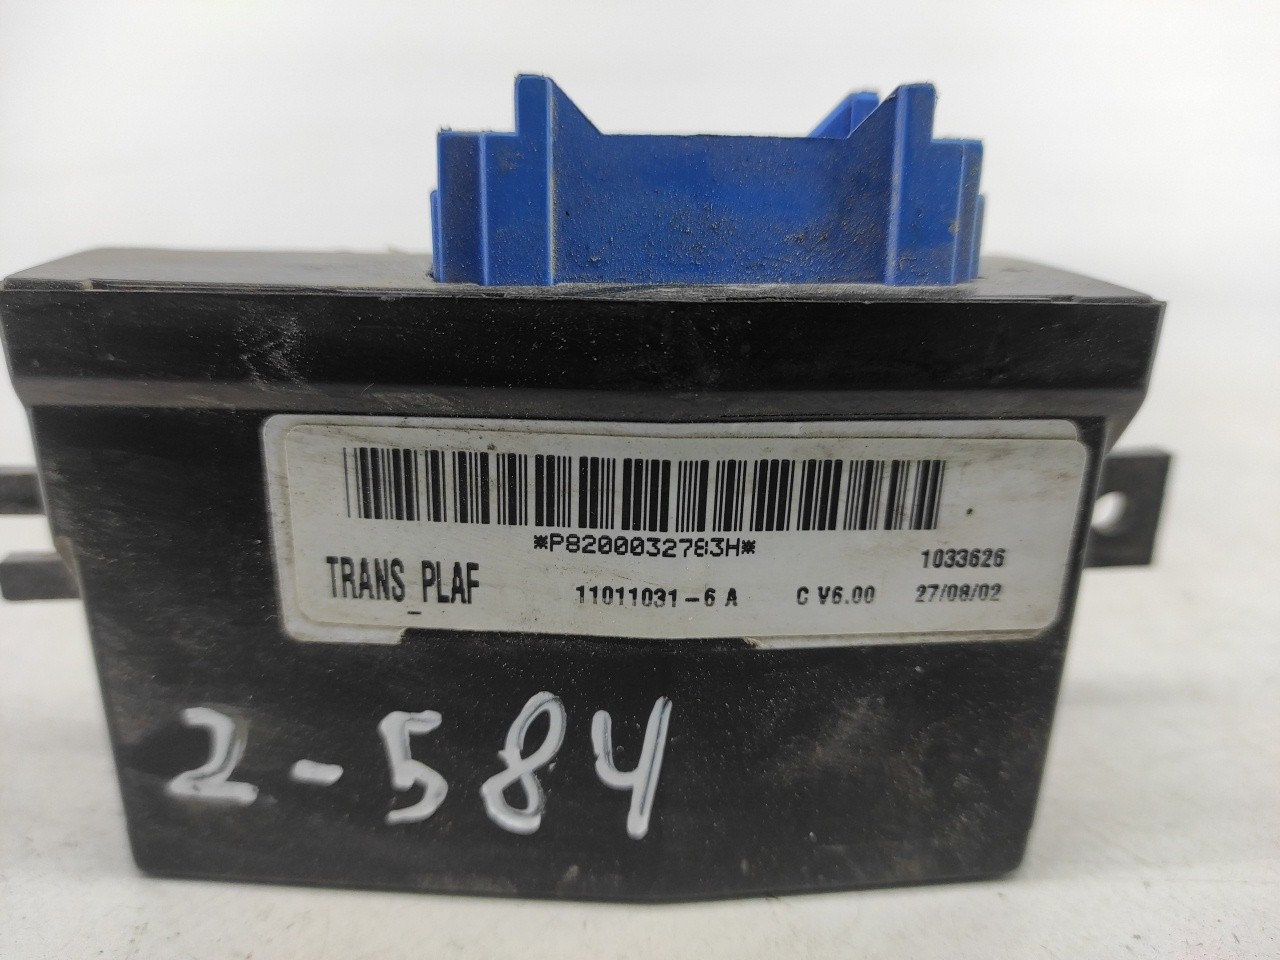 *P8200032783H*
1033626
TRANS_PLAF 11011031-6 A C V6.00 27/08/02
2-584